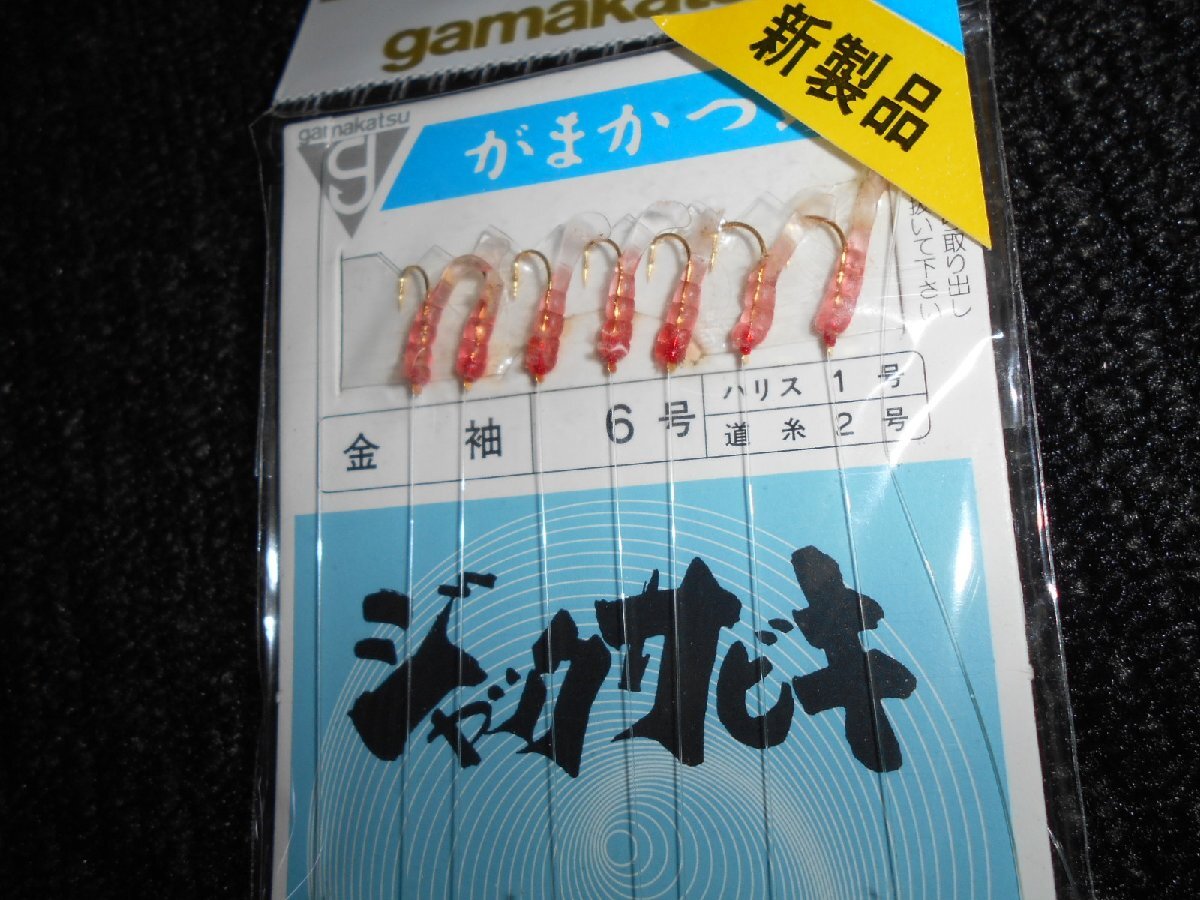 gamakatsu
新製品
gamakatsu
g
がまかつ
取り出し
抜いて下さい
金 袖 6号
ハリス 1号
道糸 2号
ジャックサビキ